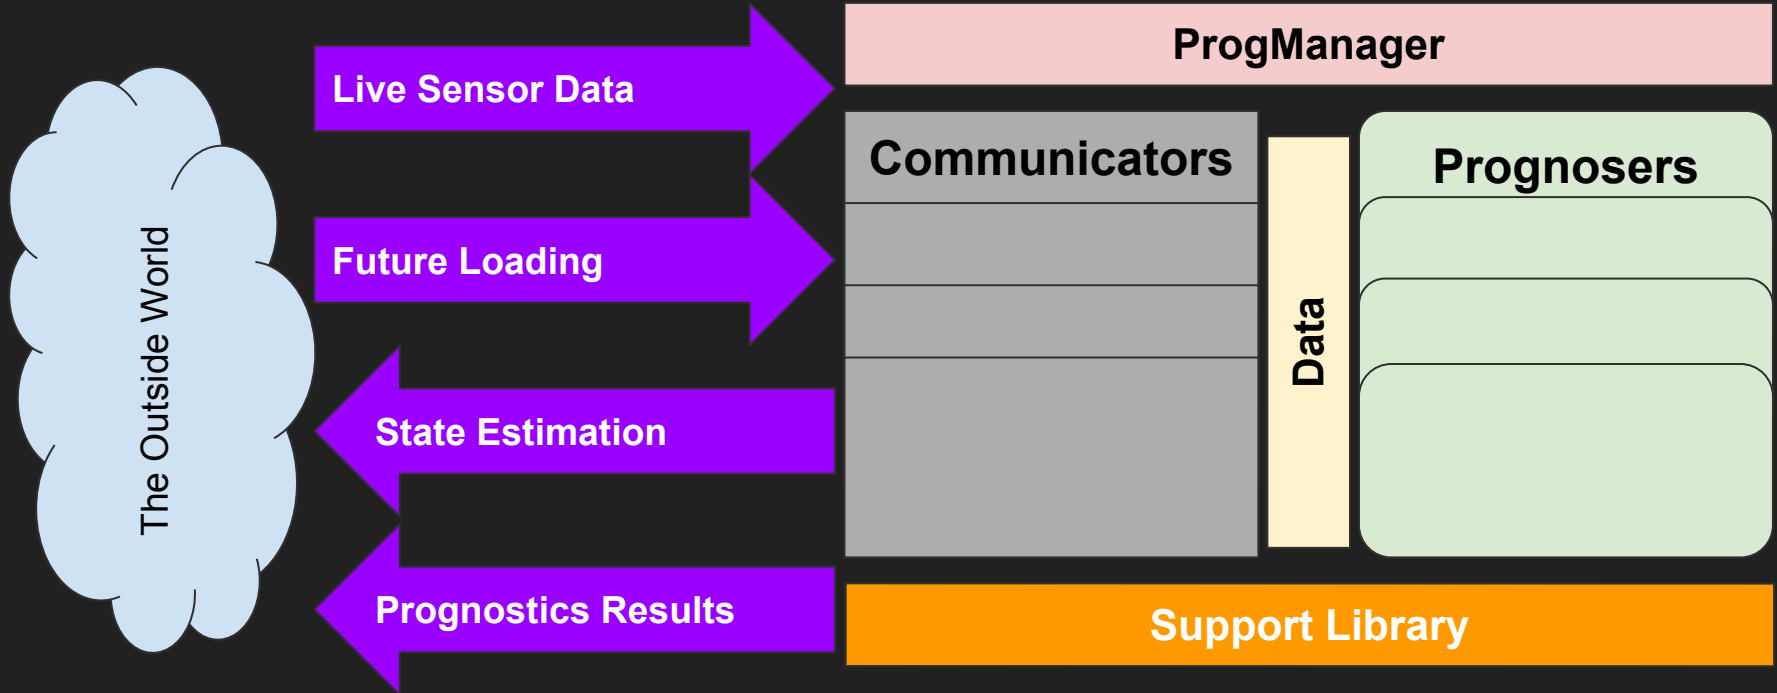 ProgManager
Live Sensor Data
Communicators
Prognosers
Future Loading
The Outside World
Data
State Estimation
Prognostics Results
Support Library